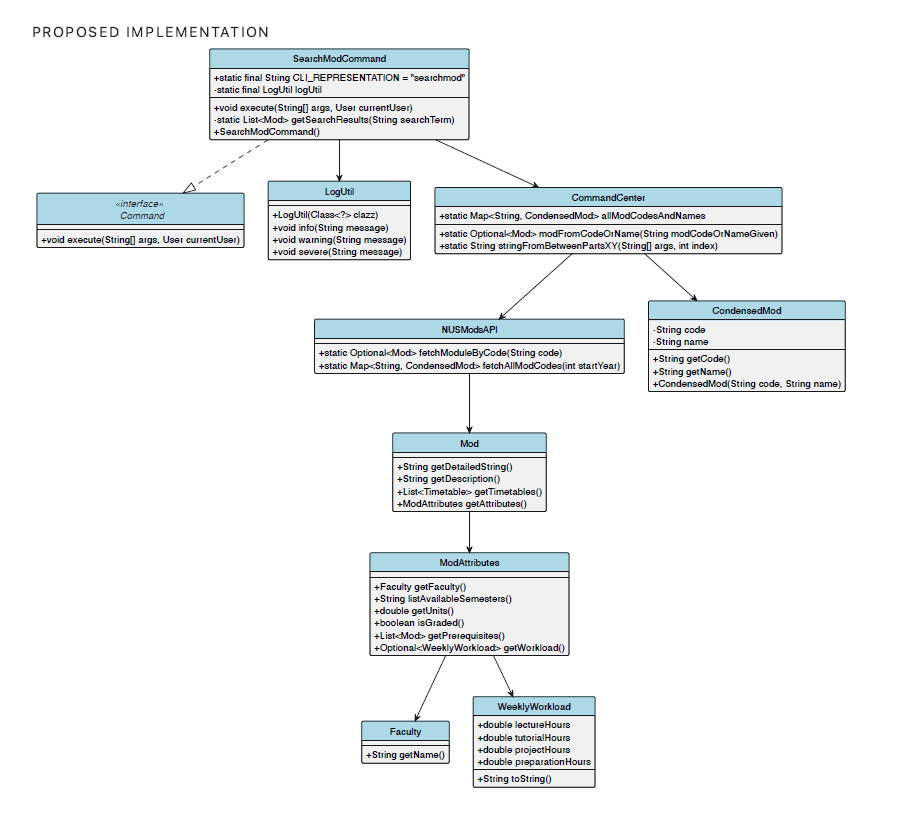 PROPOSED IMPLEMENTATION
SearchModCommand
+static final String CLI_REPRESENTATION = "searchmod"
-static final LogUtil logUtil
+void execute(String[] args, User currentUser)
-static List<Mod> getSearchResults(String searchTerm)
+SearchModCommand()
«interface»
Command
+void execute(String[] args, User currentUser)
LogUtil
+LogUtil(Class<?> clazz)
+void info(String message)
+void warning(String message)
+void severe(String message)
CommandCenter
+static Map<String, CondensedMod> allModCodesAndNames
+static Optional<Mod> modFromCodeOrName(String modCodeOrNameGiven)
+static String stringFromBetweenPartsXY(String[] args, int index)
NUSModsAPI
+static Optional<Mod> fetchModuleByCode(String code)
+static Map<String, CondensedMod> fetchAllModCodes(int startYear)
CondensedMod
-String code
-String name
+String getCode()
+String getName()
+CondensedMod(String code, String name)
Mod
+String getDetailedString()
+String getDescription()
+List<Timetable> getTimetables()
+ModAttributes getAttributes()
ModAttributes
+Faculty getFaculty()
+String listAvailableSemesters()
+double getUnits()
+boolean isGraded()
+List<Mod> getPrerequisites()
+Optional<WeeklyWorkload> getWorkload()
Faculty
+String getName()
WeeklyWorkload
+double lectureHours
+double tutorialHours
+double projectHours
+double preparationHours
+String toString()